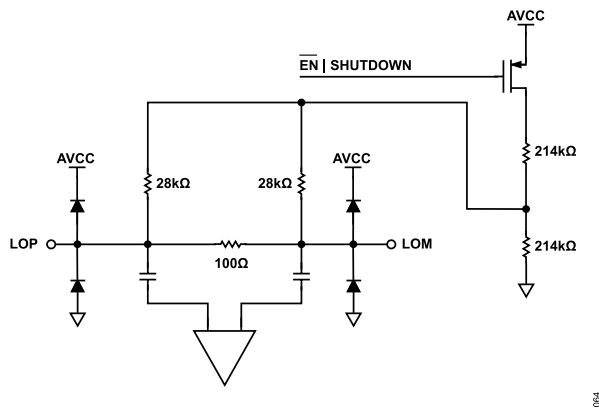 AVCC
EN | SHUTDOWN
214kΩ
AVCC
28kΩ
28kΩ
AVCC
LOP
100Ω
LOM
214kΩ
064